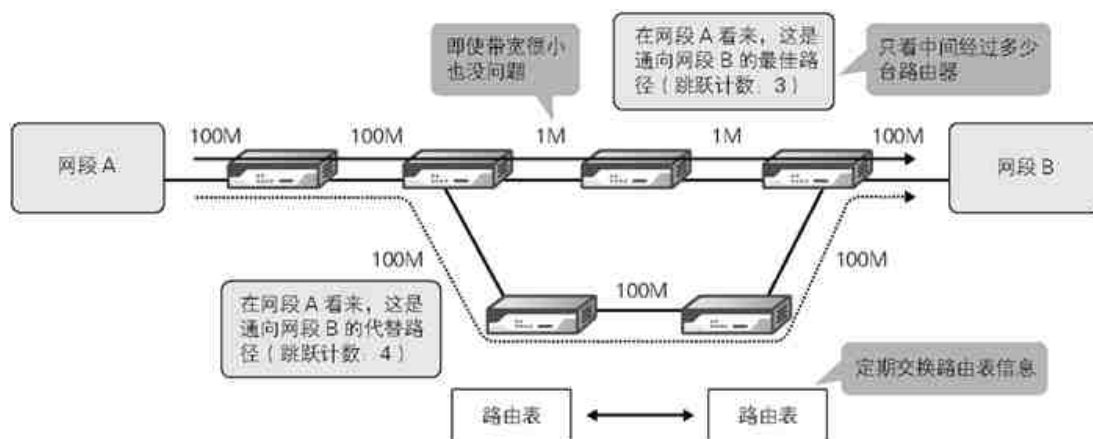 即使带宽很小
也没问题
在网段 A 看来，这是
通向网段 B 的最佳路
径（跳跃计数：3）
只看中间经过多少
台路由器
100M
100M
1M
1M
100M
网段 A
网段 B
100M
100M
100M
在网段 A 看来，这是
通向网段 B 的代替路
径（跳跃计数：4）
定期交换路由表信息
路由表
路由表